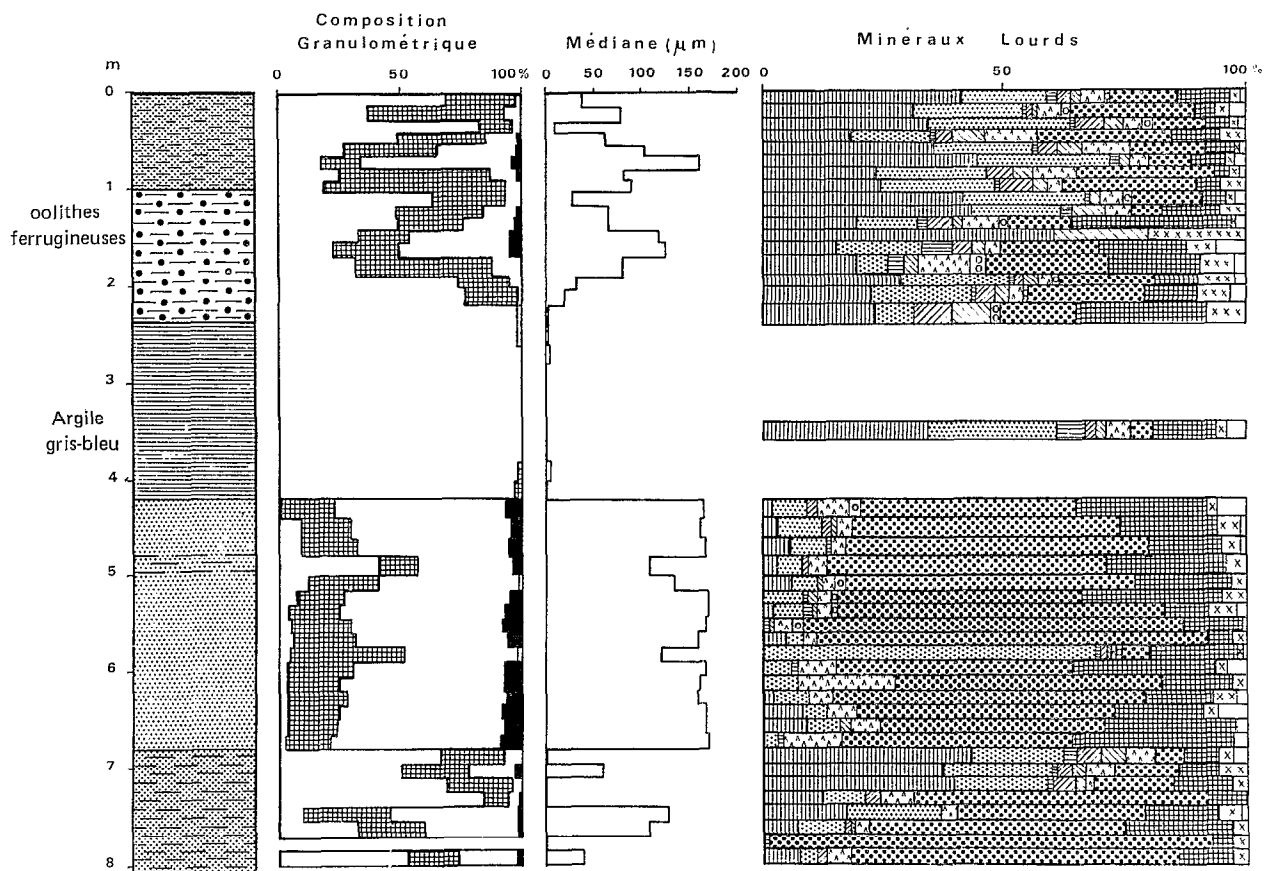 Composition
Granulométrique
Médiane (µm)
Minéraux Lourds
m
0 50 100%
0 50 100 150 200
0 50 100 %
0
1
oolithes
ferrugineuses
2
3
Argile
gris-bleu
4
5
6
7
8